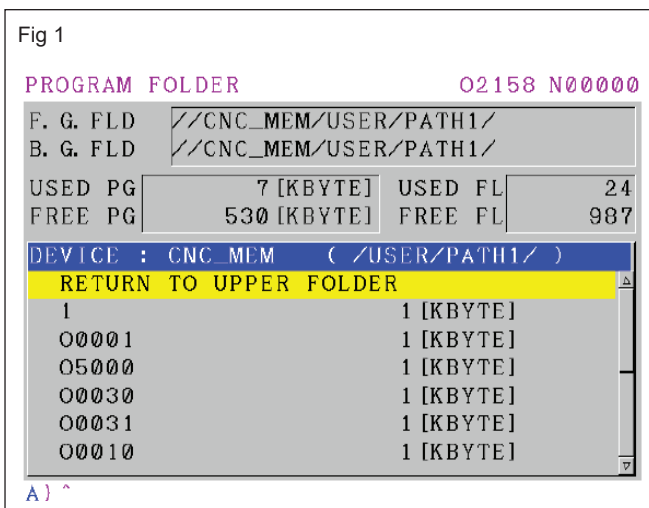 Fig 1
PROGRAM FOLDER O2158 N00000
F. G. FLD //CNC_MEM/USER/PATH1/
B. G. FLD //CNC_MEM/USER/PATH1/
USED PG 7 [KBYTE] USED FL 24
FREE PG 530 [KBYTE] FREE FL 987
DEVICE : CNC_MEM ( /USER/PATH1/ )
RETURN TO UPPER FOLDER
1 1 [KBYTE]
O0001 1 [KBYTE]
O5000 1 [KBYTE]
O0030 1 [KBYTE]
O0031 1 [KBYTE]
O0010 1 [KBYTE]
A) ^